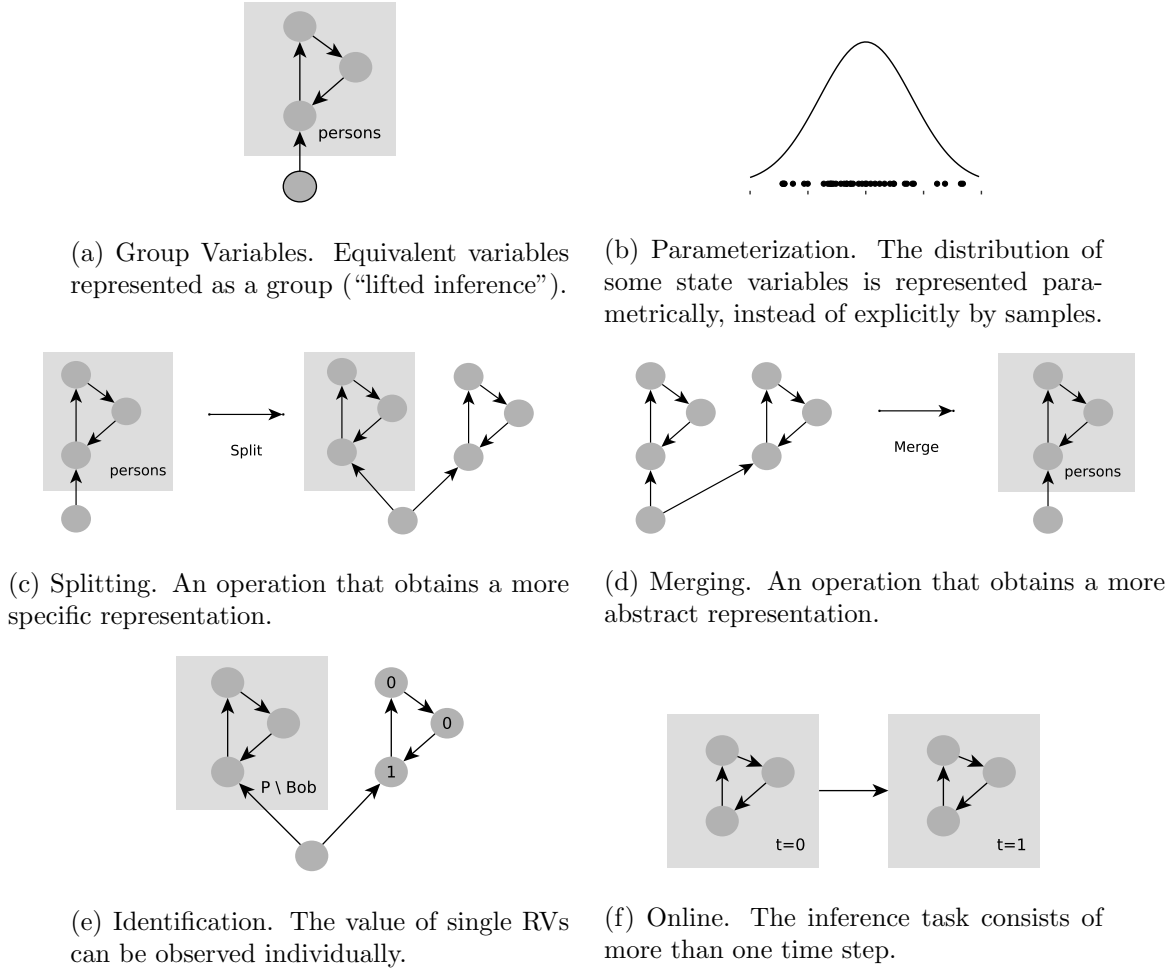 persons
(a) Group Variables. Equivalent variables
represented as a group (“lifted inference”).
(b) Parameterization. The distribution of
some state variables is represented para-
metrically, instead of explicitly by samples.
persons
Split
Merge
persons
(c) Splitting. An operation that obtains a more
specific representation.
(d) Merging. An operation that obtains a more
abstract representation.
0
0
1
P \ Bob
t=0
t=1
(e) Identification. The value of single RVs
can be observed individually.
(f) Online. The inference task consists of
more than one time step.